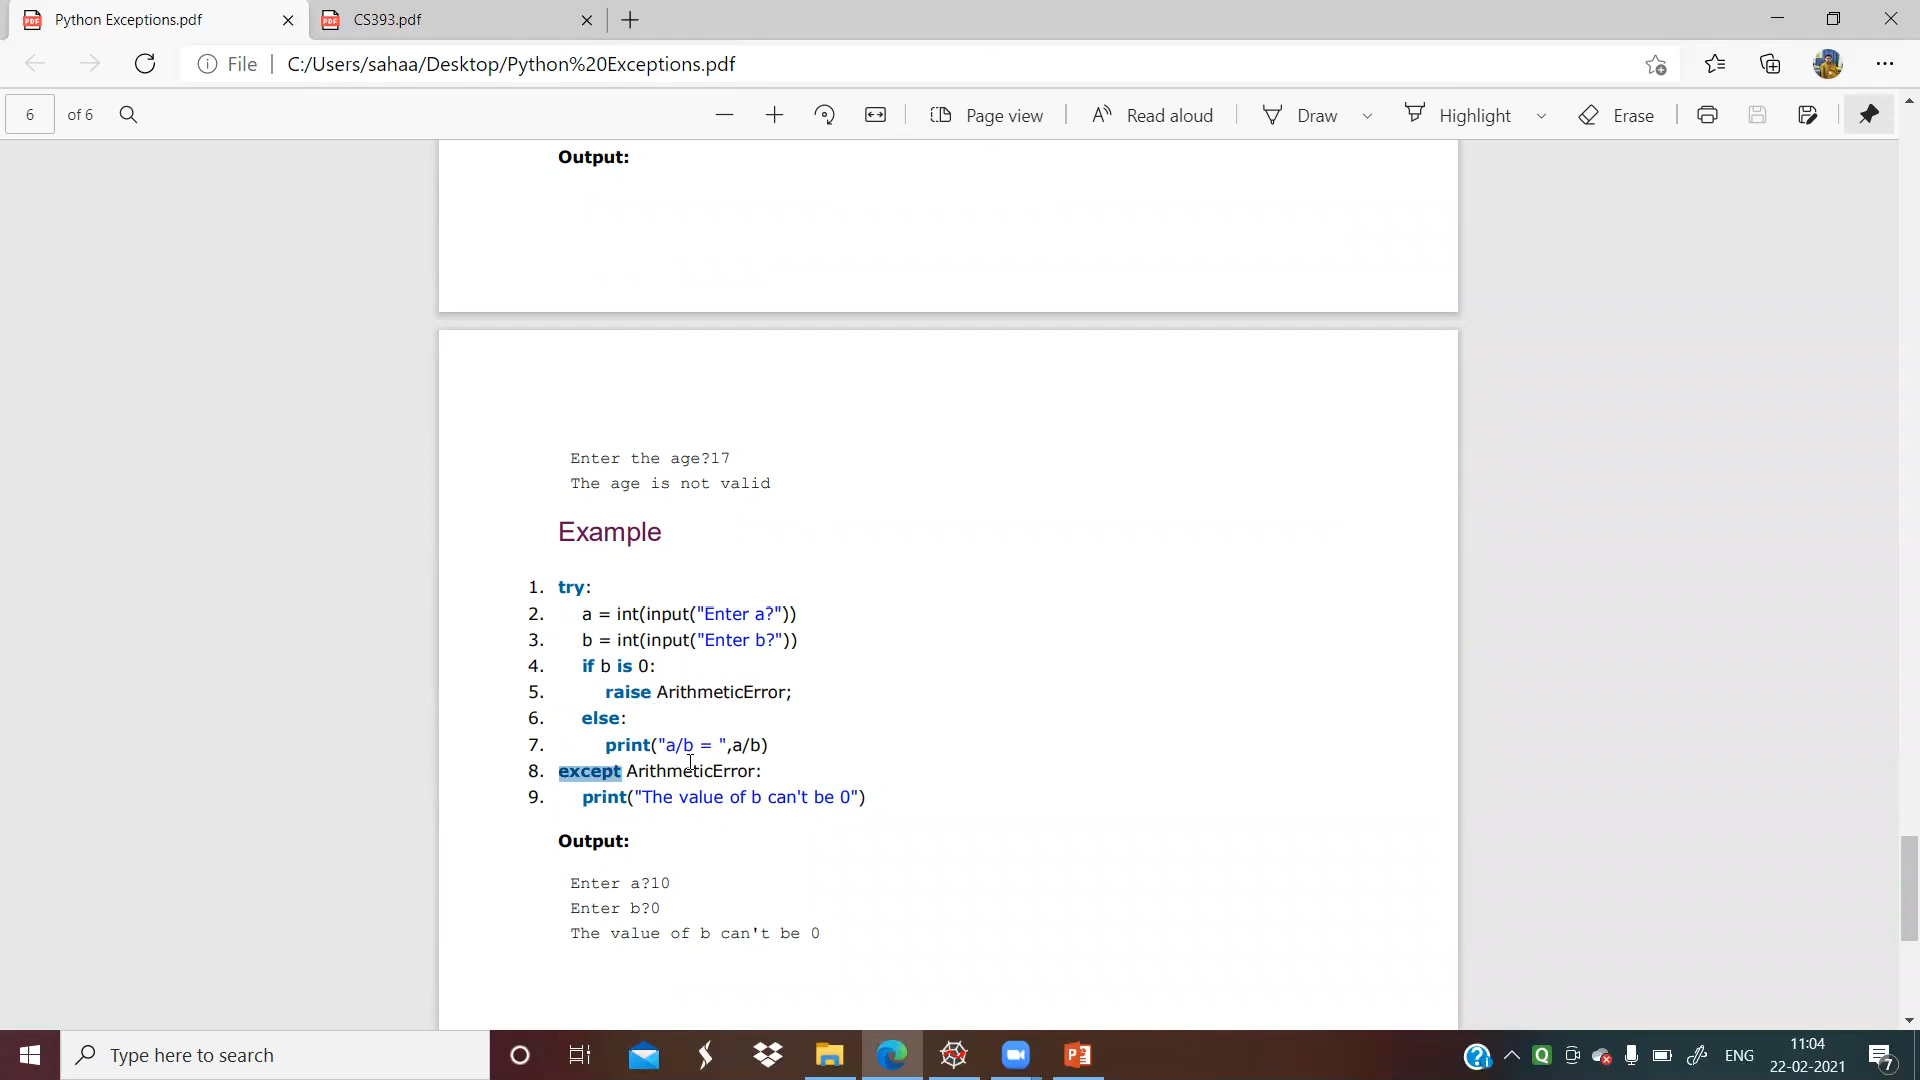 Python Exceptions.pdf
CS393.pdf
File
C:/Users/sahaa/Desktop/Python%20Exceptions.pdf
6 of 6
Page view
Read aloud
Draw
Highlight
Erase
Output:
Enter the age?17
The age is not valid
Example
1. try:
2. a = int(input("Enter a?"))
3. b = int(input("Enter b?"))
4. if b is 0:
5. raise ArithmeticError;
6. else:
7. print("a/b = ",a/b)
8. except ArithmeticError:
9. print("The value of b can't be 0")
Output:
Enter a?10
Enter b?0
The value of b can't be 0
Type here to search
ENG
11:04
22-02-2021
7